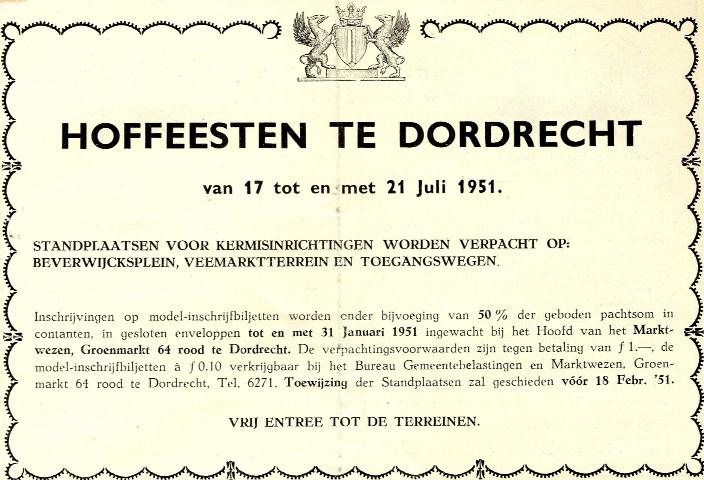 HOFFEESTEN TE DORDRECHT
van 17 tot en met 21 Juli 1951.
STANDPLAATSEN VOOR KERMISINRICHTINGEN WORDEN VERPACHT OP:
BEVERWIJCKSPLEIN, VEEMARKTTERREIN EN TOEGANGSWEGEN.
Inschrijvingen op model-inschrijfbiljetten worden onder bijvoeging van 50 % der geboden pachtsom in
contanten, in gesloten enveloppen tot en met 31 Januari 1951 ingewacht bij het Hoofd van het Markt-
wezen, Groenmarkt 64 rood te Dordrecht. De verpachtingsvoorwaarden zijn tegen betaling van ƒ 1.—, de
model-inschrijfbiljetten à ƒ 0.10 verkrijgbaar bij het Bureau Gemeentebelastingen en Marktwezen, Groen-
markt 64 rood te Dordrecht, Tel. 6271. Toewijzing der Standplaatsen zal geschieden vóór 18 Febr. '51.
VRIJ ENTREE TOT DE TERREINEN.